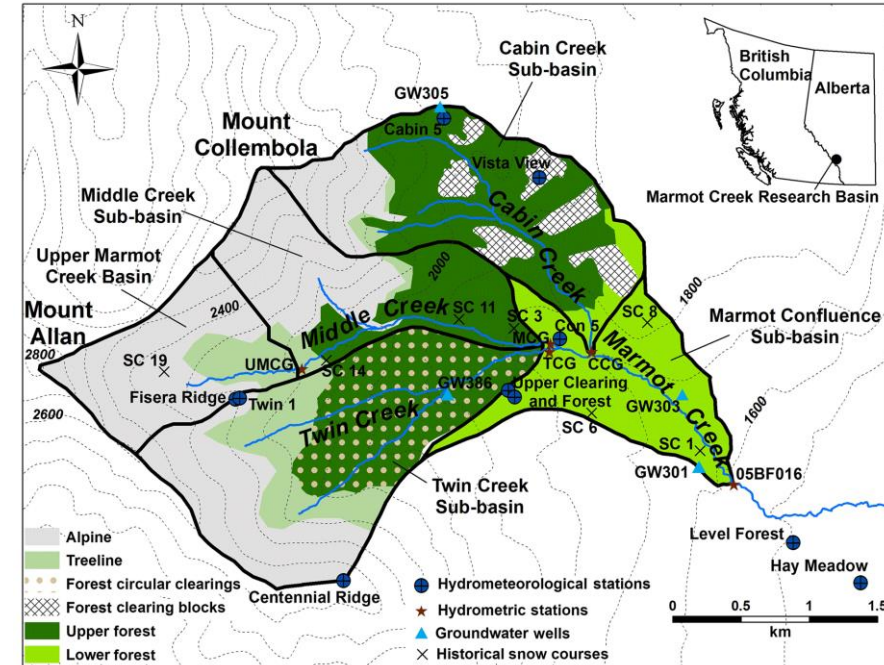 N
Cabin Creek
Sub-basin
GW305
Cabin 5
British
Columbia
Alberta
Marmot Creek Research Basin
Mount
Collembola
Vista View
Middle Creek
Sub-basin
Cabin Creek
Upper Marmot
Creek Basin
2000
2400
1800
Mount
Allan
2800
2600
Middle Creek
SC 11
SC 3
MCG
Con 5
SC 8
Marmot Confluence
Sub-basin
SC 19
UMCG
SC 14
TCG
CCG
Marmot Creek
Fisera Ridge
Twin 1
GW386
Upper Clearing
and Forest
GW303
1600
Twin Creek
SC 6
SC 1
GW301
05BF016
Twin Creek
Sub-basin
Level Forest
Hay Meadow
Centennial Ridge
Alpine
Treeline
Forest circular clearings
Forest clearing blocks
Upper forest
Lower forest
Hydrometeorological stations
Hydrometric stations
Groundwater wells
Historical snow courses
0 0.5 1 1.5
km